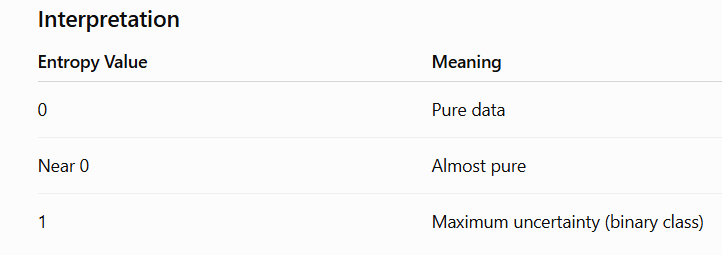 Interpretation
Entropy Value Meaning
0 Pure data
Near 0 Almost pure
1 Maximum uncertainty (binary class)